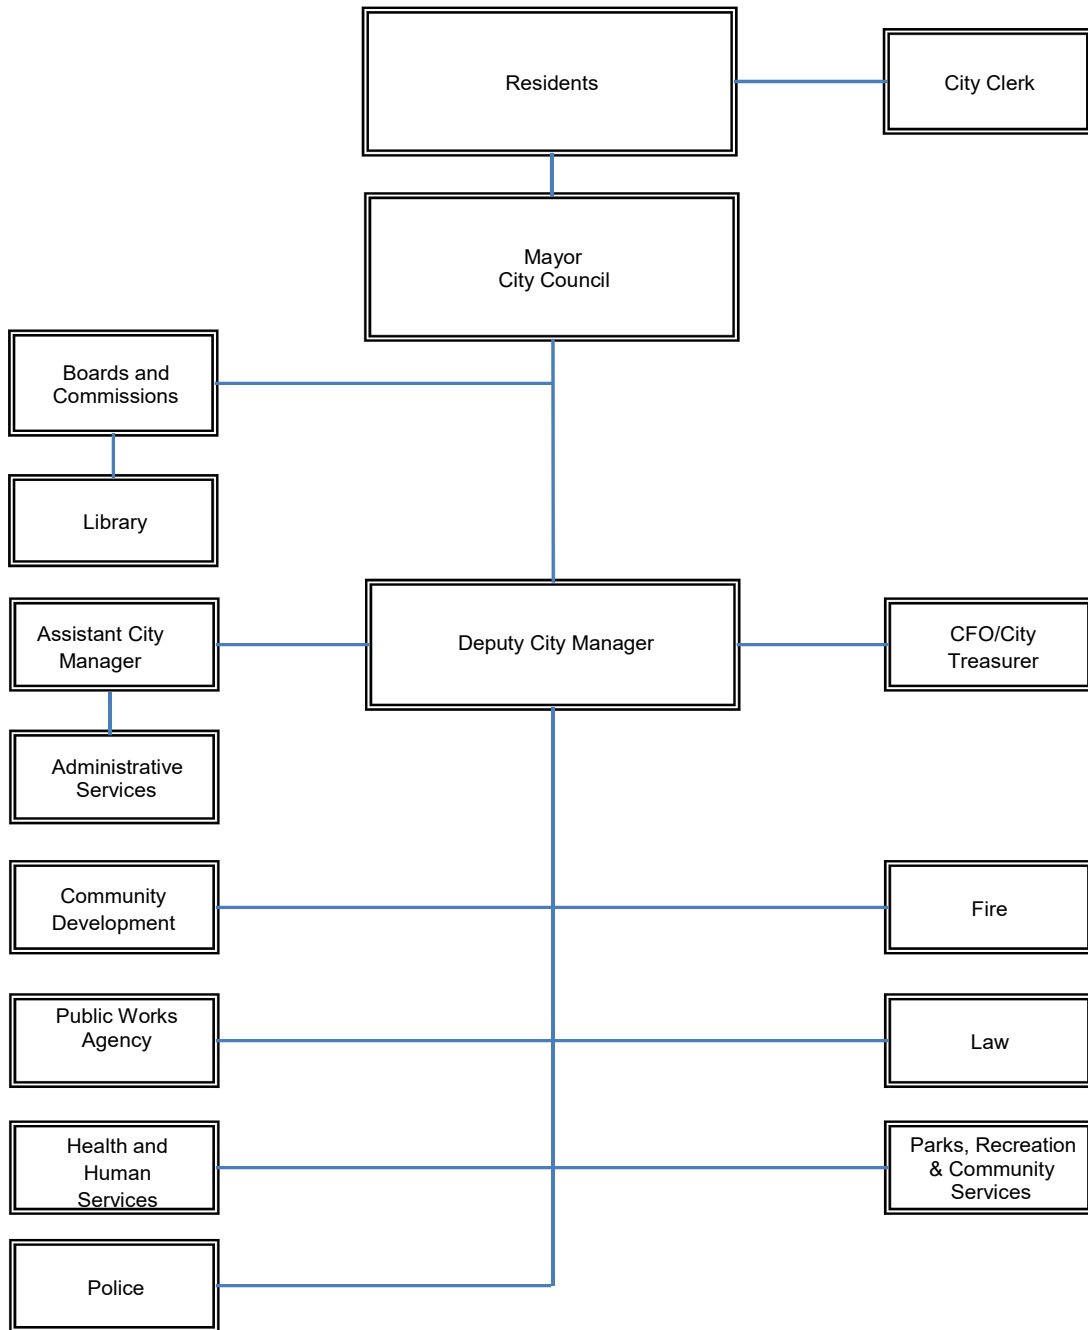 Residents
City Clerk
Mayor
City Council
Boards and
Commissions
Library
Assistant City
Manager
Deputy City Manager
CFO/City
Treasurer
Administrative
Services
Community
Development
Fire
Public Works
Agency
Law
Health and
Human
Services
Parks, Recreation
& Community
Services
Police